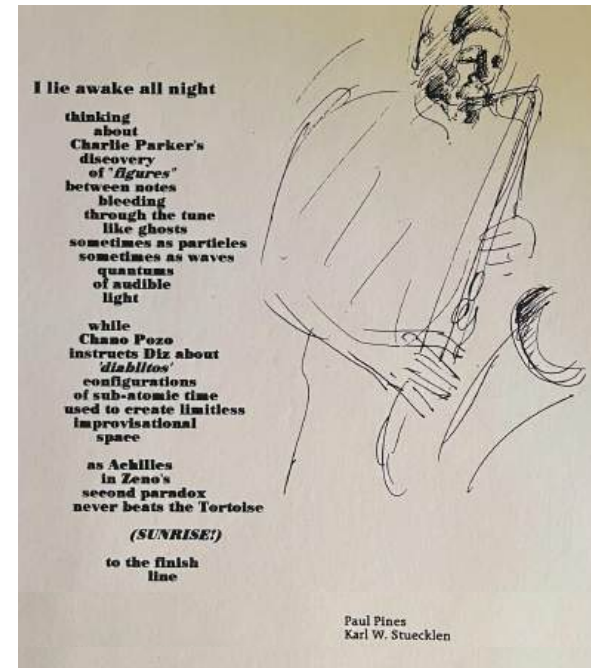 I lie awake all night
thinking
about
Charlie Parker's
discovery
of "figures"
between notes
bleeding
through the tune
like ghosts
sometimes as particles
sometimes as waves
quantums
of audible
light
while
Chano Pozo
instructs Diz about
'diablitos'
configurations
of sub-atomic time
used to create limitless
improvisational
space
as Achilles
in Zeno's
second paradox
never beats the Tortoise
(SUNRISE!)
to the finish
line
Paul Pines
Karl W. Stuecklen